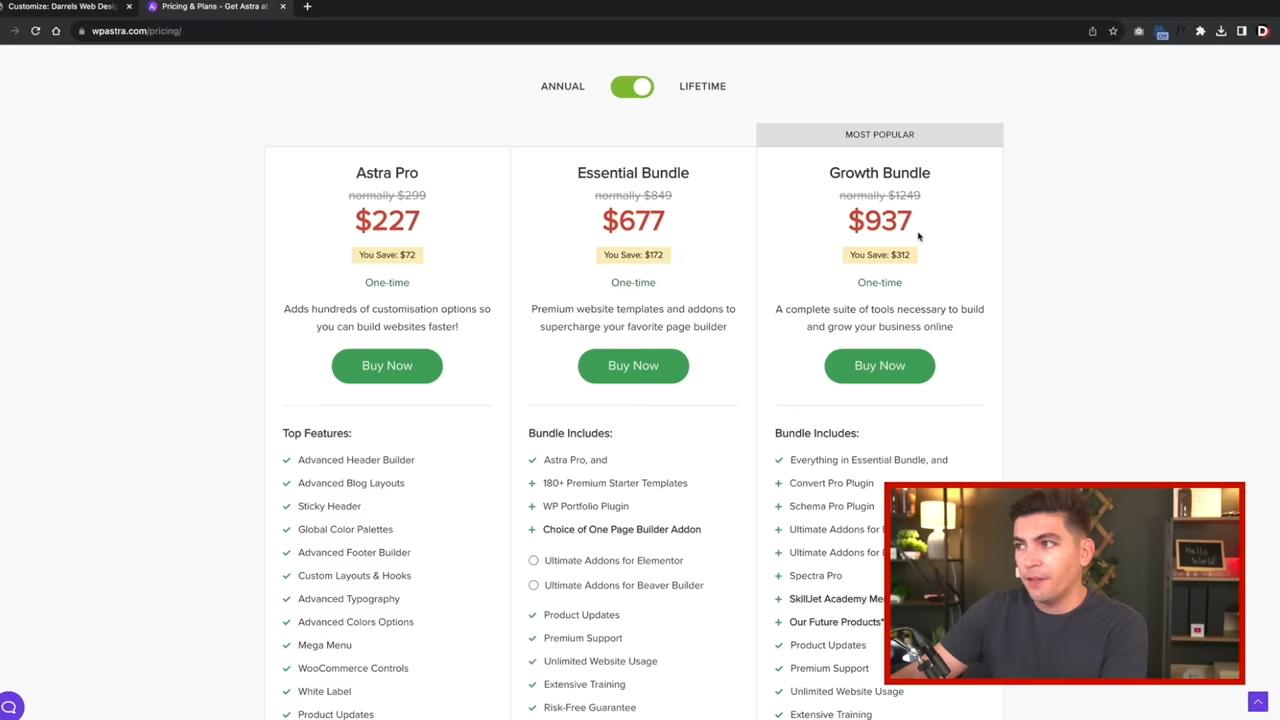 Customize: Darrels Web Desig
Pricing & Plans - Get Astra at
wpastra.com/pricing/
Off
D
ANNUAL
LIFETIME
MOST POPULAR
Astra Pro
normally $299
$227
You Save: $72
One-time
Adds hundreds of customisation options so
you can build websites faster!
Buy Now
Top Features:
Advanced Header Builder
Advanced Blog Layouts
Sticky Header
Global Color Palettes
Advanced Footer Builder
Custom Layouts & Hooks
Advanced Typography
Advanced Colors Options
Mega Menu
WooCommerce Controls
White Label
Product Updates
Essential Bundle
normally $849
$677
You Save: $172
One-time
Premium website templates and addons to
supercharge your favorite page builder
Buy Now
Bundle Includes:
Astra Pro, and
180+ Premium Starter Templates
WP Portfolio Plugin
Choice of One Page Builder Addon
Ultimate Addons for Elementor
Ultimate Addons for Beaver Builder
Product Updates
Premium Support
Unlimited Website Usage
Extensive Training
Risk-Free Guarantee
Growth Bundle
normally $1249
$937
You Save: $312
One-time
A complete suite of tools necessary to build
and grow your business online
Buy Now
Bundle Includes:
Everything in Essential Bundle, and
Convert Pro Plugin
Schema Pro Plugin
Ultimate Addons for
Ultimate Addons for
Spectra Pro
SkillJet Academy Me
Our Future Products*
Product Updates
Premium Support
Unlimited Website Usage
Extensive Training
Hello
World!